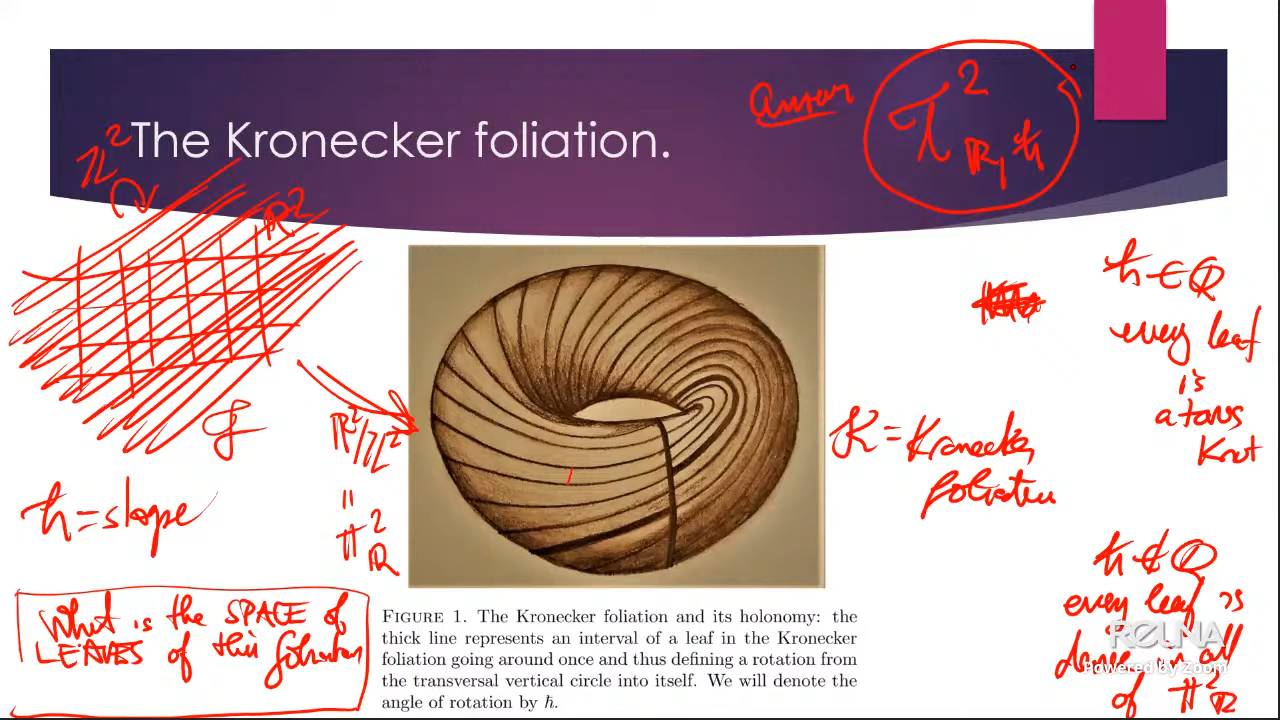 The Kronecker foliation.
Answer
𝕋²ℝ,ħ
ℤ²
ℝ²
ħ = slope
ℝ²/ℤ²
"
𝕋²ℝ
What is the SPACE of
LEAVES of this foliation
K = Kronecker
foliation
ħ ∈ ℚ
every leaf
is
a torus
Knot
ħ ∉ ℚ
every leaf is
dense in all
of 𝕋²ℝ
FIGURE 1. The Kronecker foliation and its holonomy: the
thick line represents an interval of a leaf in the Kronecker
foliation going around once and thus defining a rotation from
the transversal vertical circle into itself. We will denote the
angle of rotation by ħ.
REUNA
Powered by Zoom